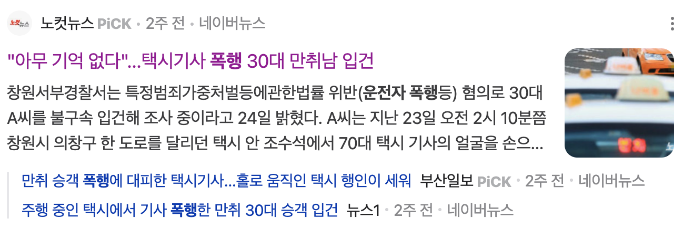 노컷뉴스 PiCK · 2주 전 · 네이버뉴스
"아무 기억 없다"...택시기사 폭행 30대 만취남 입건
창원서부경찰서는 특정범죄가중처벌등에관한법률 위반(운전자 폭행등) 혐의로 30대
A씨를 불구속 입건해 조사 중이라고 24일 밝혔다. A씨는 지난 23일 오전 2시 10분쯤
창원시 의창구 한 도로를 달리던 택시 안 조수석에서 70대 택시 기사의 얼굴을 손으...
만취 승객 폭행에 대피한 택시기사...홀로 움직인 택시 행인이 세워 부산일보 PiCK · 2주 전 · 네이버뉴스
주행 중인 택시에서 기사 폭행한 만취 30대 승객 입건 뉴스1 · 2주 전 · 네이버뉴스